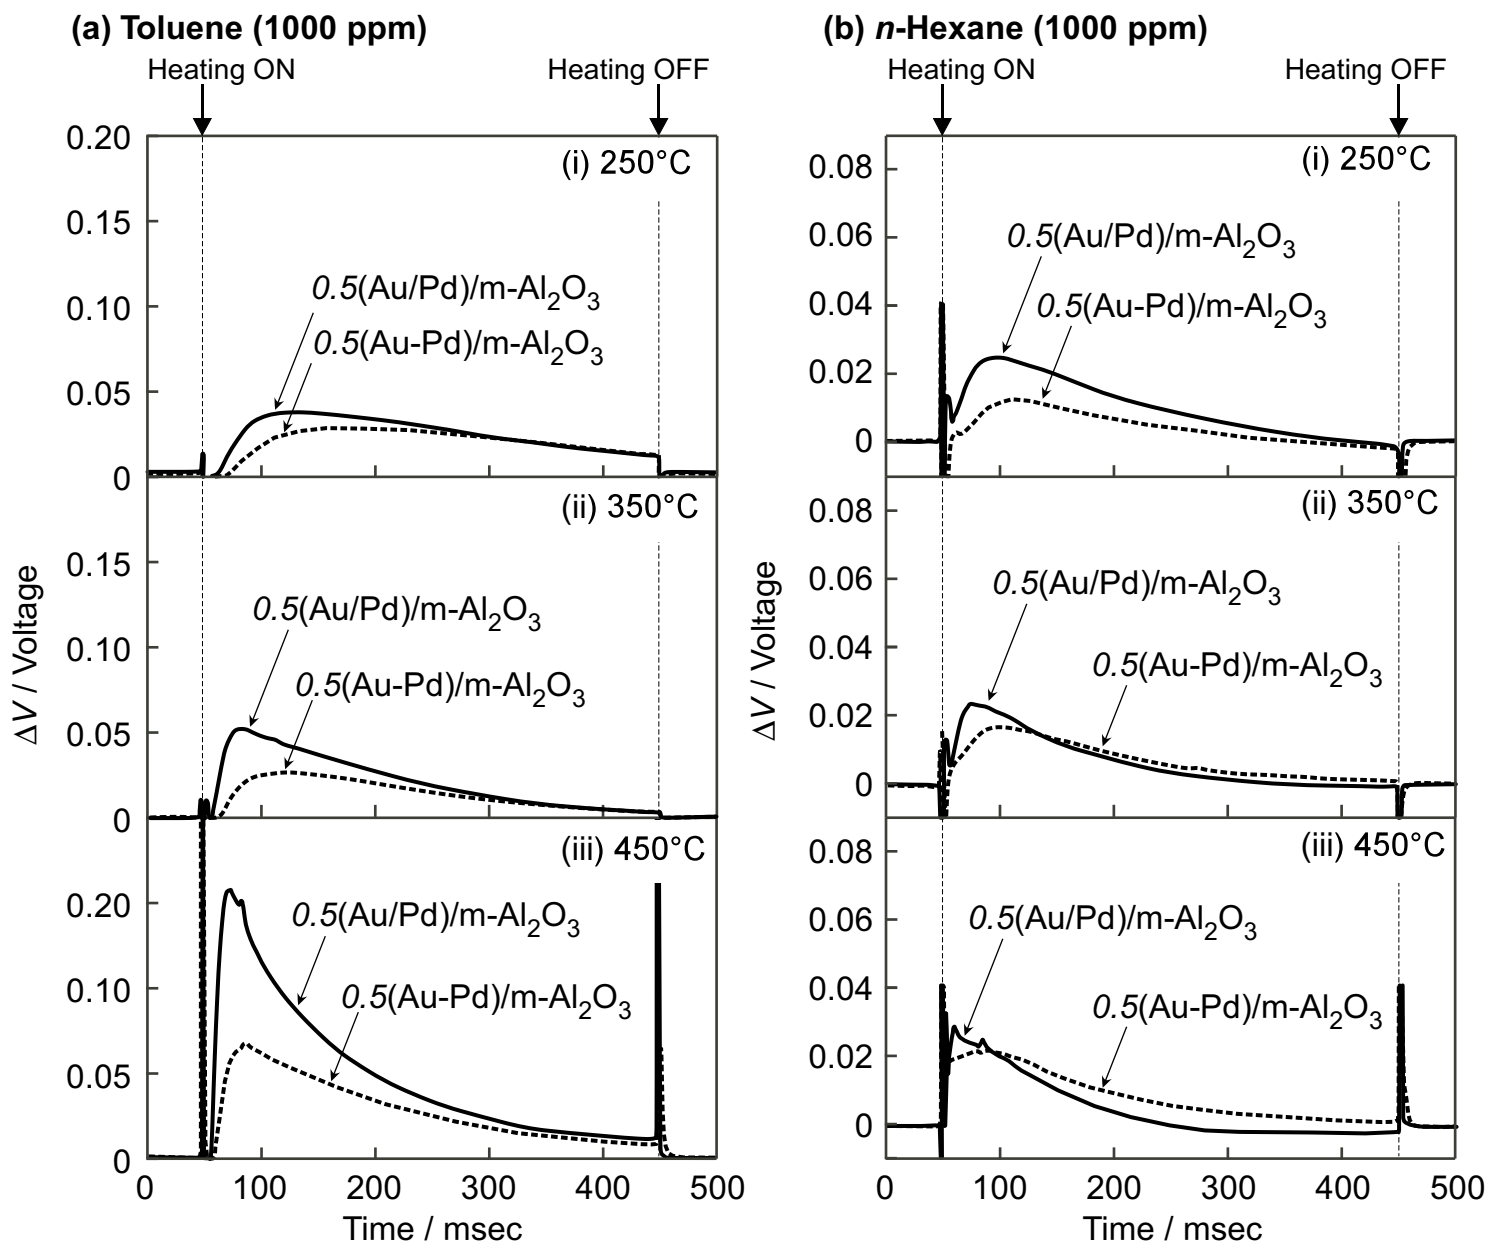 (a) Toluene (1000 ppm)
Heating ON
Heating OFF
0.20
0.15
0.10
0.05
0
(i) 250°C
0.5(Au/Pd)/m-Al₂O₃
0.5(Au-Pd)/m-Al₂O₃
(ii) 350°C
0.15
0.10
0.05
0
0.5(Au/Pd)/m-Al₂O₃
0.5(Au-Pd)/m-Al₂O₃
(iii) 450°C
0.20
0.10
0.05
0
0.5(Au/Pd)/m-Al₂O₃
0.5(Au-Pd)/m-Al₂O₃
ΔV / Voltage
0 100 200 300 400 500
Time / msec
(b) n-Hexane (1000 ppm)
Heating ON
Heating OFF
0.08
0.06
0.04
0.02
0
(i) 250°C
0.5(Au/Pd)/m-Al₂O₃
0.5(Au-Pd)/m-Al₂O₃
(ii) 350°C
0.08
0.06
0.04
0.02
0
0.5(Au/Pd)/m-Al₂O₃
0.5(Au-Pd)/m-Al₂O₃
(iii) 450°C
0.08
0.06
0.04
0.02
0
0.5(Au/Pd)/m-Al₂O₃
0.5(Au-Pd)/m-Al₂O₃
ΔV / Voltage
0 100 200 300 400 500
Time / msec